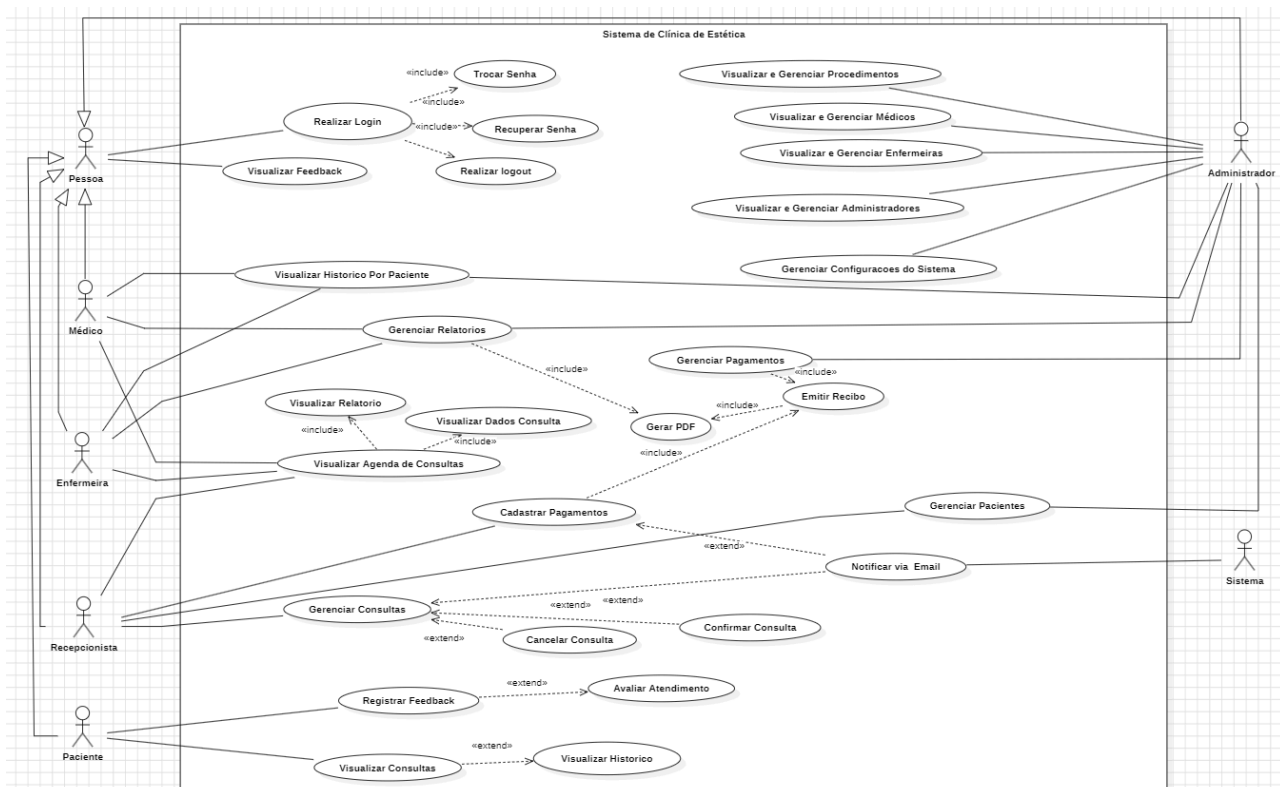 Sistema de Clínica de Estética
«include»
Trocar Senha
Visualizar e Gerenciar Procedimentos
«include»
Realizar Login
Visualizar e Gerenciar Médicos
«include»
Recuperar Senha
Visualizar e Gerenciar Enfermeiras
Visualizar Feedback
Realizar logout
Pessoa
Administrador
Visualizar e Gerenciar Administradores
Visualizar Historico Por Paciente
Gerenciar Configuracoes do Sistema
Médico
Gerenciar Relatorios
Gerenciar Pagamentos
«include»
«include»
Emitir Recibo
Visualizar Relatorio
«include»
Visualizar Dados Consulta
Gerar PDF
«include»
«include»
«include»
Visualizar Agenda de Consultas
Enfermeira
Cadastrar Pagamentos
Gerenciar Pacientes
«extend»
Notificar via Email
Sistema
«extend»
«extend»
Gerenciar Consultas
Confirmar Consulta
«extend»
Cancelar Consulta
Recepcionista
«extend»
Avaliar Atendimento
Registrar Feedback
«extend»
Paciente
Visualizar Historico
Visualizar Consultas